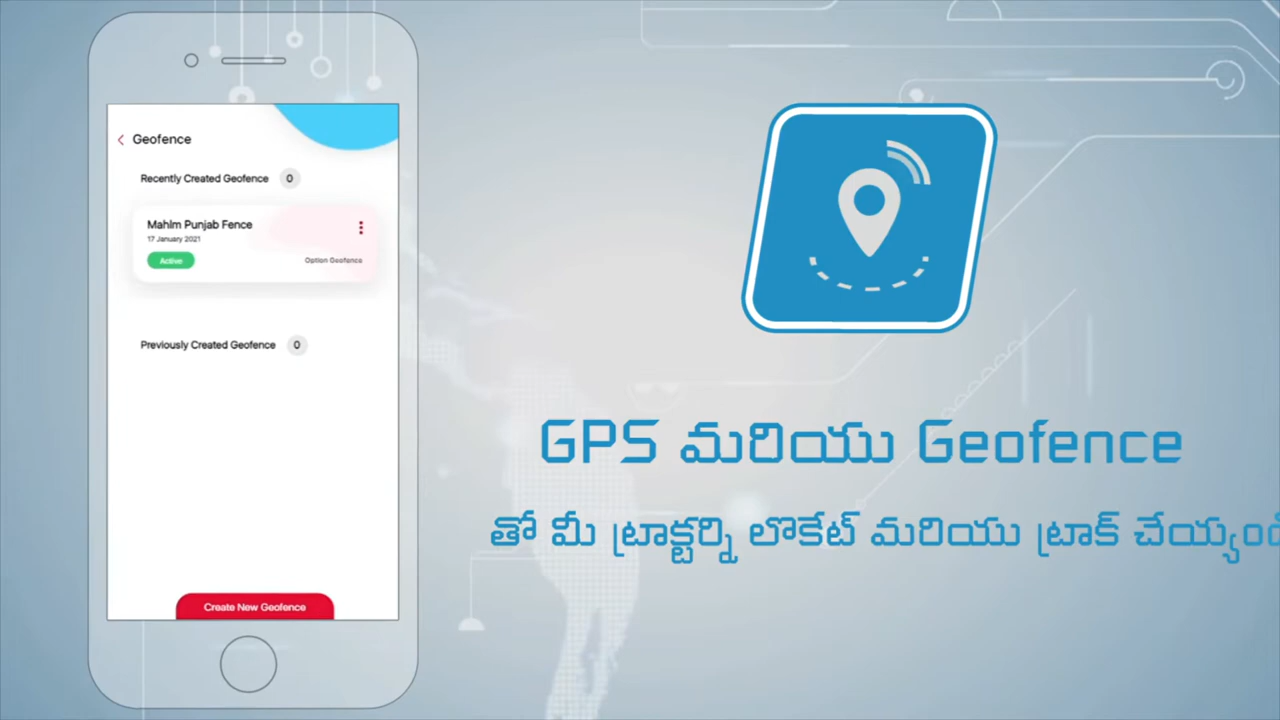 Geofence
Recently Created Geofence 0
Mahlm Punjab Fence
17 January 2021
Active
Option Geofence
Previously Created Geofence 0
Create New Geofence
GPS మరియు Geofence
తో మీ ట్రాక్టర్ని లొకేట్ మరియు ట్రాక్